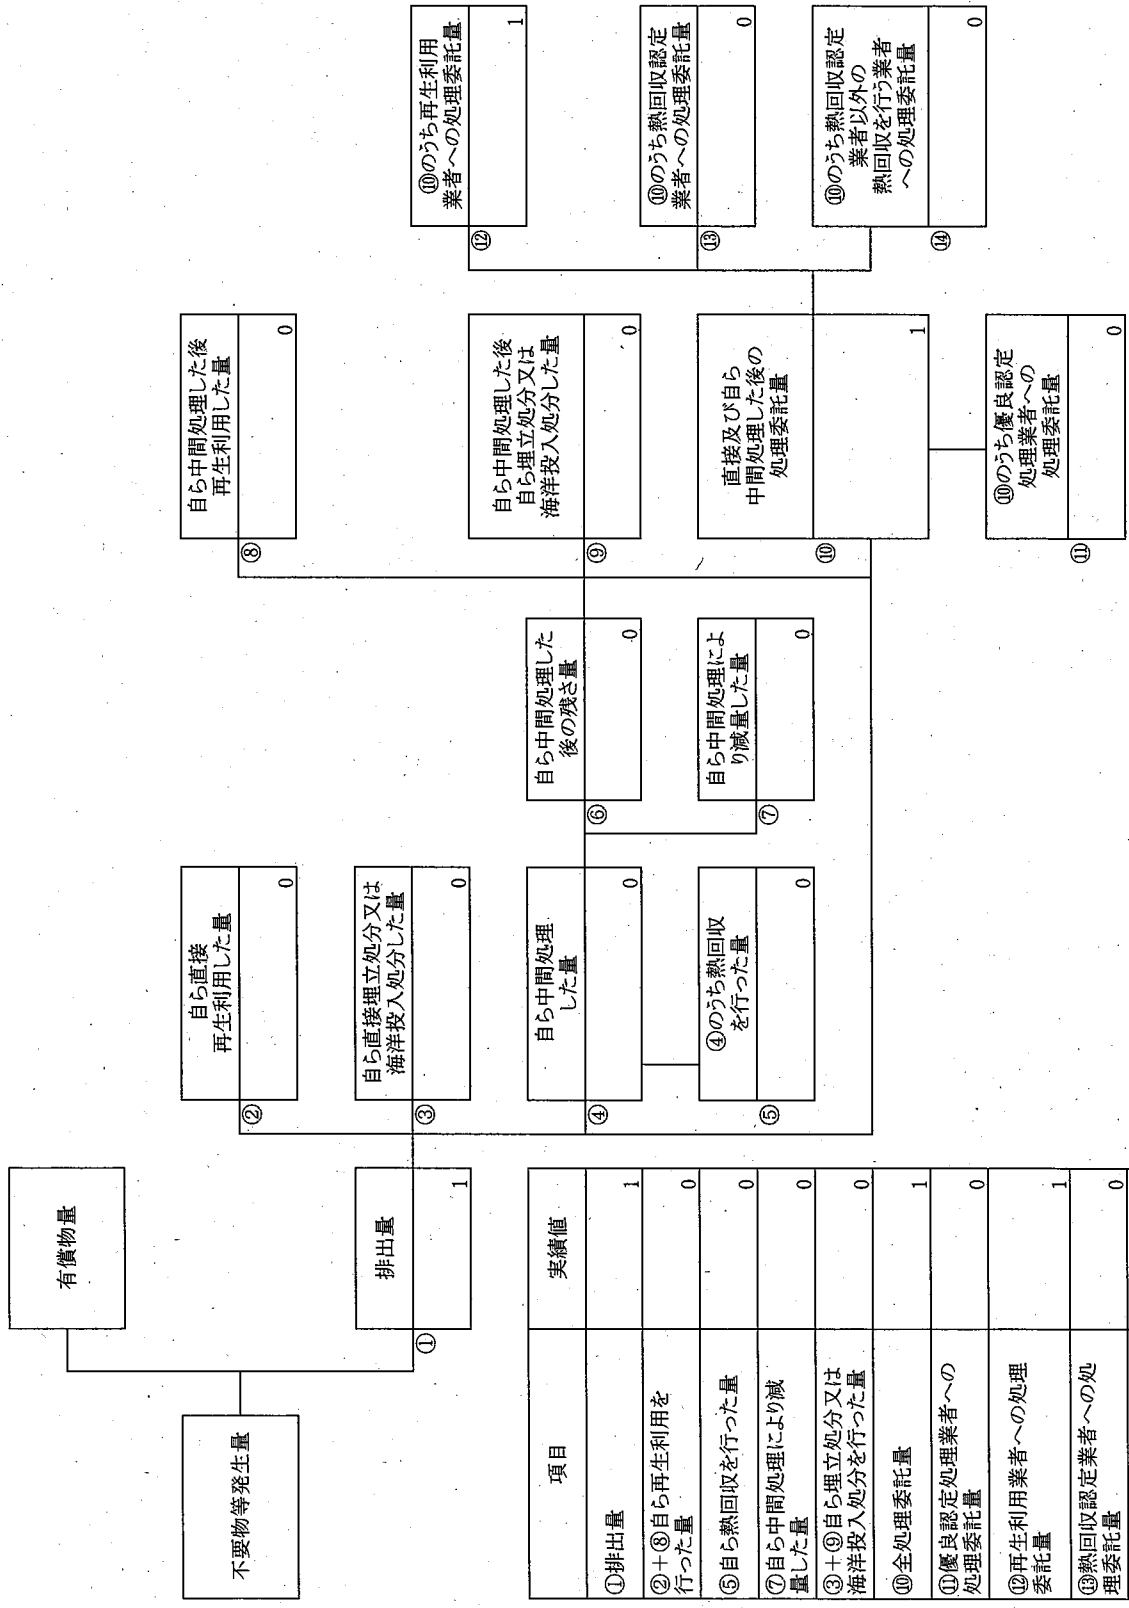 不要物等発生量
有償物量
①
排出量
1
②
自ら直接
再生利用した量
0
③
自ら直接埋立処分又は
海洋投入処分した量
0
④
自ら中間処理
した量
0
⑤
④のうち熱回収
を行った量
0
⑥
自ら中間処理した
後の残さ量
0
⑦
自ら中間処理によ
り減量した量
0
⑧
自ら中間処理した後
再生利用した量
0
⑨
自ら中間処理した後
自ら埋立処分又は
海洋投入処分した量
0
⑩
直接及び自ら
中間処理した後の
処理委託量
1
⑪
⑩のうち優良認定
処理業者への
処理委託量
0
⑫
⑩のうち再生利用
業者への処理委託量
1
⑬
⑩のうち熱回収認定
業者への処理委託量
0
⑭
⑩のうち熱回収認定
業者以外の
熱回収を行う業者
への処理委託量
0
項目 実績値
①排出量 1
②+⑧自ら再生利用を
行った量 0
⑤自ら熱回収を行った量 0
⑦自ら中間処理により減
量した量 0
③+⑨自ら埋立処分又は
海洋投入処分を行った量 0
⑩全処理委託量 1
⑪優良認定処理業者への
処理委託量 0
⑫再生利用業者への処理
委託量 1
⑬熱回収認定業者への処
理委託量 0